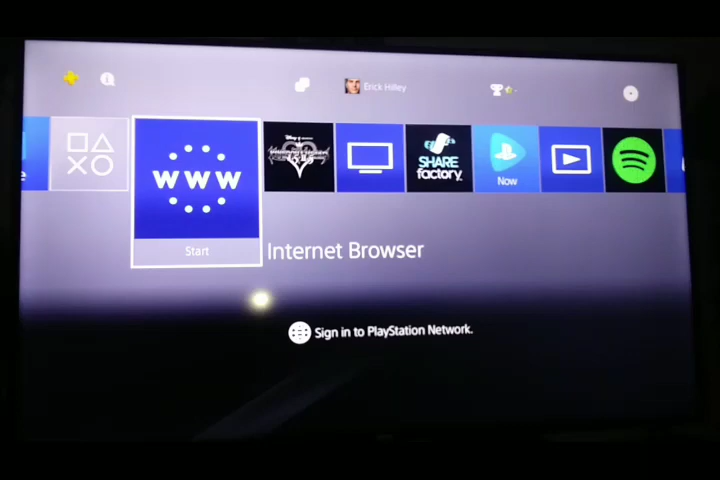 Erick Hilley
e
WWW
Start
Internet Browser
SHARE
factory
Now
Sign in to PlayStation Network.